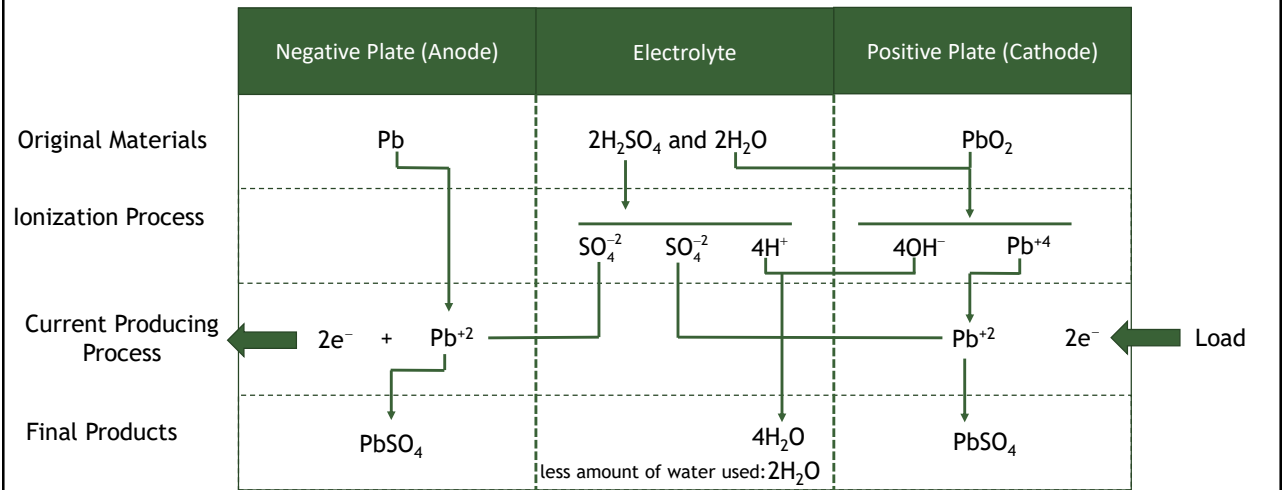 Negative Plate (Anode) Electrolyte Positive Plate (Cathode)
Original Materials Pb 2H₂SO₄ and 2H₂O PbO₂
Ionization Process
SO₄⁻² SO₄⁻² 4H⁺ 4OH⁻ Pb⁺⁴
Current Producing
Process
2e⁻ + Pb⁺² Pb⁺² 2e⁻ Load
Final Products PbSO₄ 4H₂O PbSO₄
less amount of water used:2H₂O